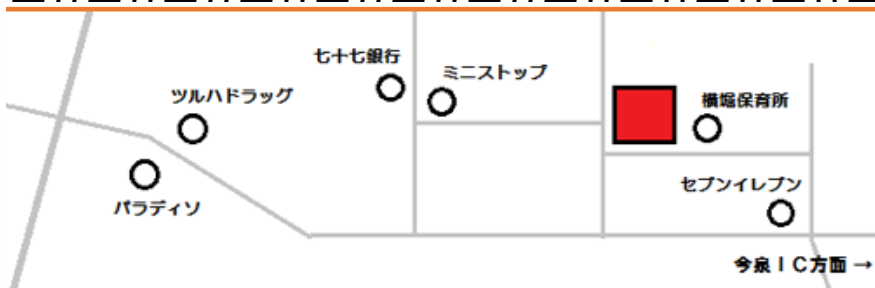 七十七銀行
ミニストップ
ツルハドラッグ
横堀保育所
セブンイレブン
パラディソ
今泉ＩＣ方面 →